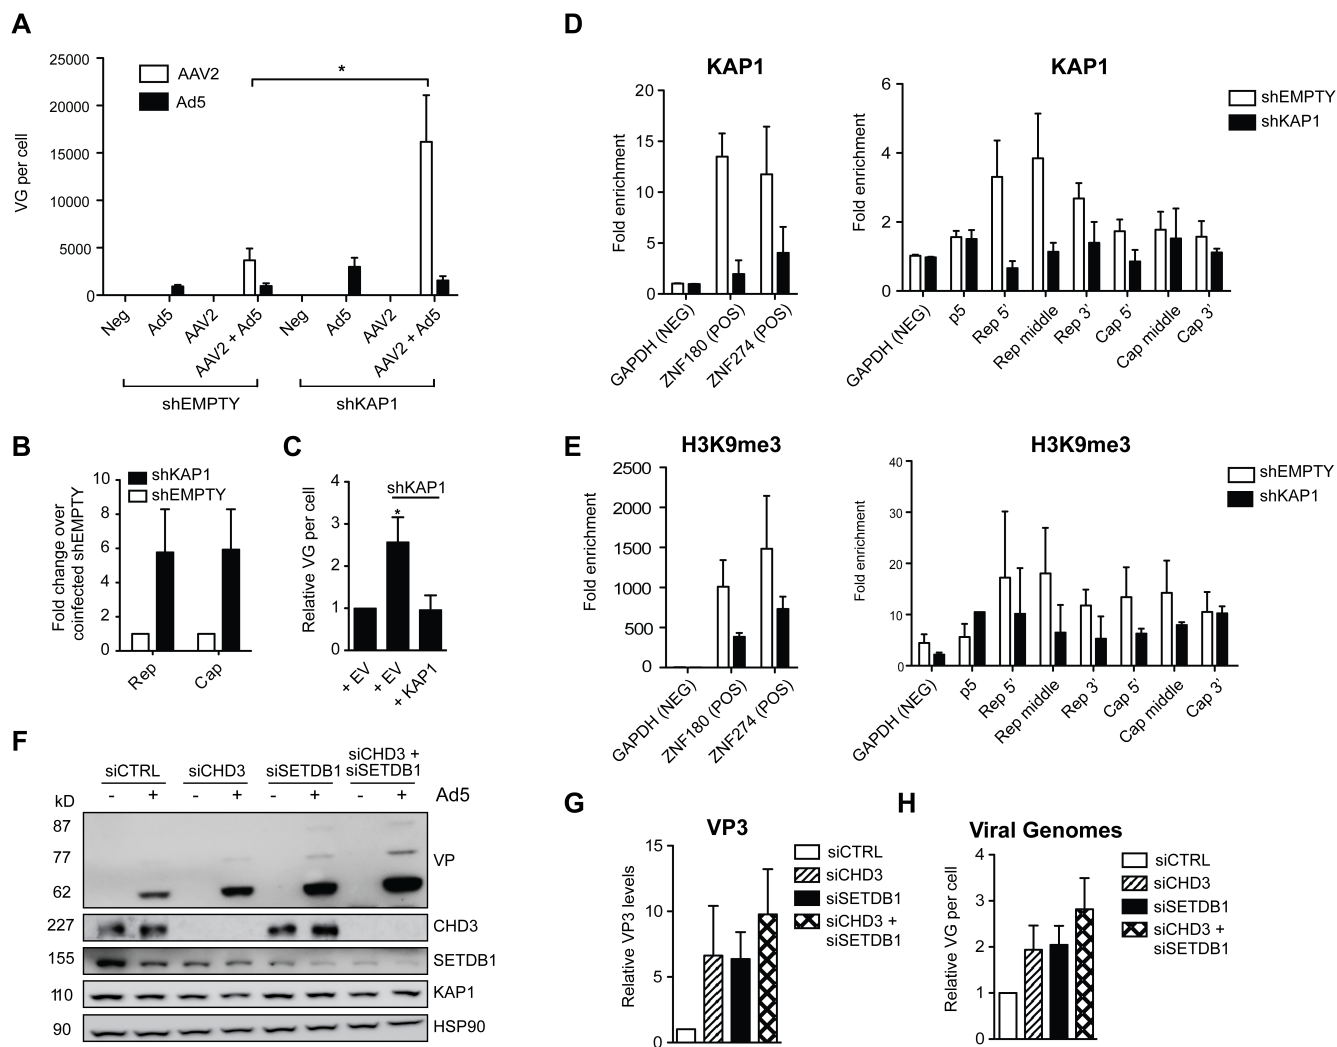 A
25000
20000
15000
10000
5000
0
VG per cell
AAV2
Ad5
*
Neg
Ad5
AAV2
AAV2 + Ad5
Neg
Ad5
AAV2
AAV2 + Ad5
shEMPTY
shKAP1
B
10
8
6
4
2
0
Fold change over
coinfected shEMPTY
shKAP1
shEMPTY
Rep
Cap
C
4
3
2
1
0
Relative VG per cell
shKAP1
*
+ EV
+ EV
+ KAP1
D
KAP1
20
15
10
5
0
Fold enrichment
GAPDH (NEG)
ZNF180 (POS)
ZNF274 (POS)
KAP1
6
4
2
0
Fold enrichment
shEMPTY
shKAP1
GAPDH (NEG)
p5
Rep 5'
Rep middle
Rep 3'
Cap 5'
Cap middle
Cap 3'
E
H3K9me3
2500
2000
1500
1000
500
0
Fold enrichment
GAPDH (NEG)
ZNF180 (POS)
ZNF274 (POS)
H3K9me3
40
30
20
10
0
Fold enrichment
shEMPTY
shKAP1
GAPDH (NEG)
p5
Rep 5'
Rep middle
Rep 3'
Cap 5'
Cap middle
Cap 3'
F
siCTRL
siCHD3
siSETDB1
siCHD3 +
siSETDB1
kD
- + - + - + - +
Ad5
87
77
62
VP
227
CHD3
155
SETDB1
110
KAP1
90
HSP90
G
VP3
15
10
5
0
Relative VP3 levels
siCTRL
siCHD3
siSETDB1
siCHD3 +
siSETDB1
H
Viral Genomes
4
3
2
1
0
Relative VG per cell
siCTRL
siCHD3
siSETDB1
siCHD3 +
siSETDB1